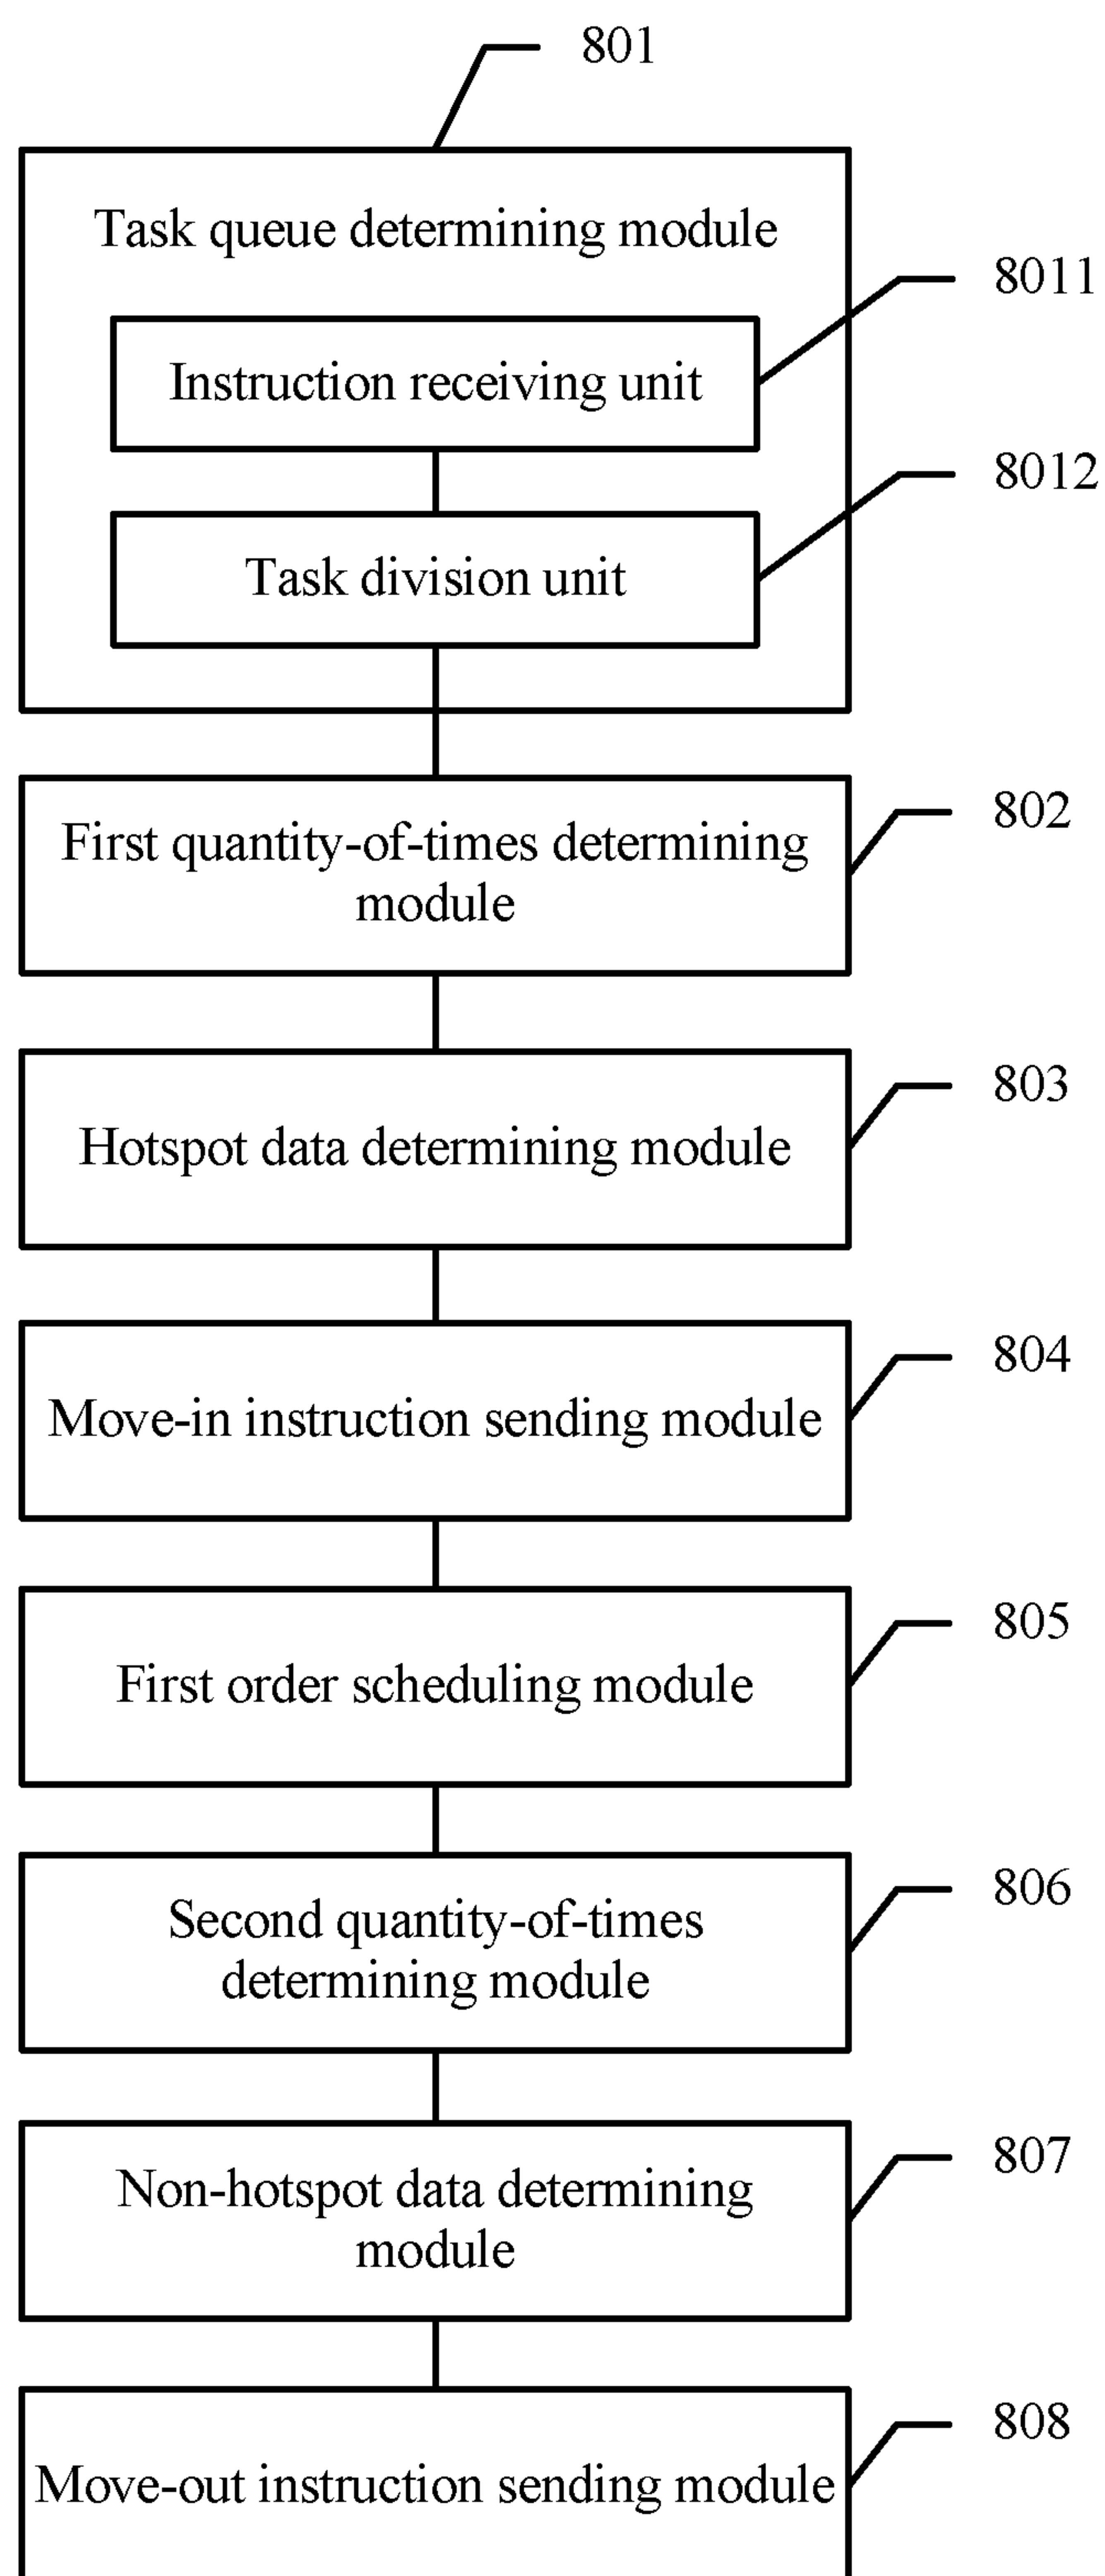 801
Task queue determining module
8011
Instruction receiving unit
8012
Task division unit
802
First quantity-of-times determining
module
803
Hotspot data determining module
804
Move-in instruction sending module
805
First order scheduling module
806
Second quantity-of-times
determining module
807
Non-hotspot data determining
module
808
Move-out instruction sending module